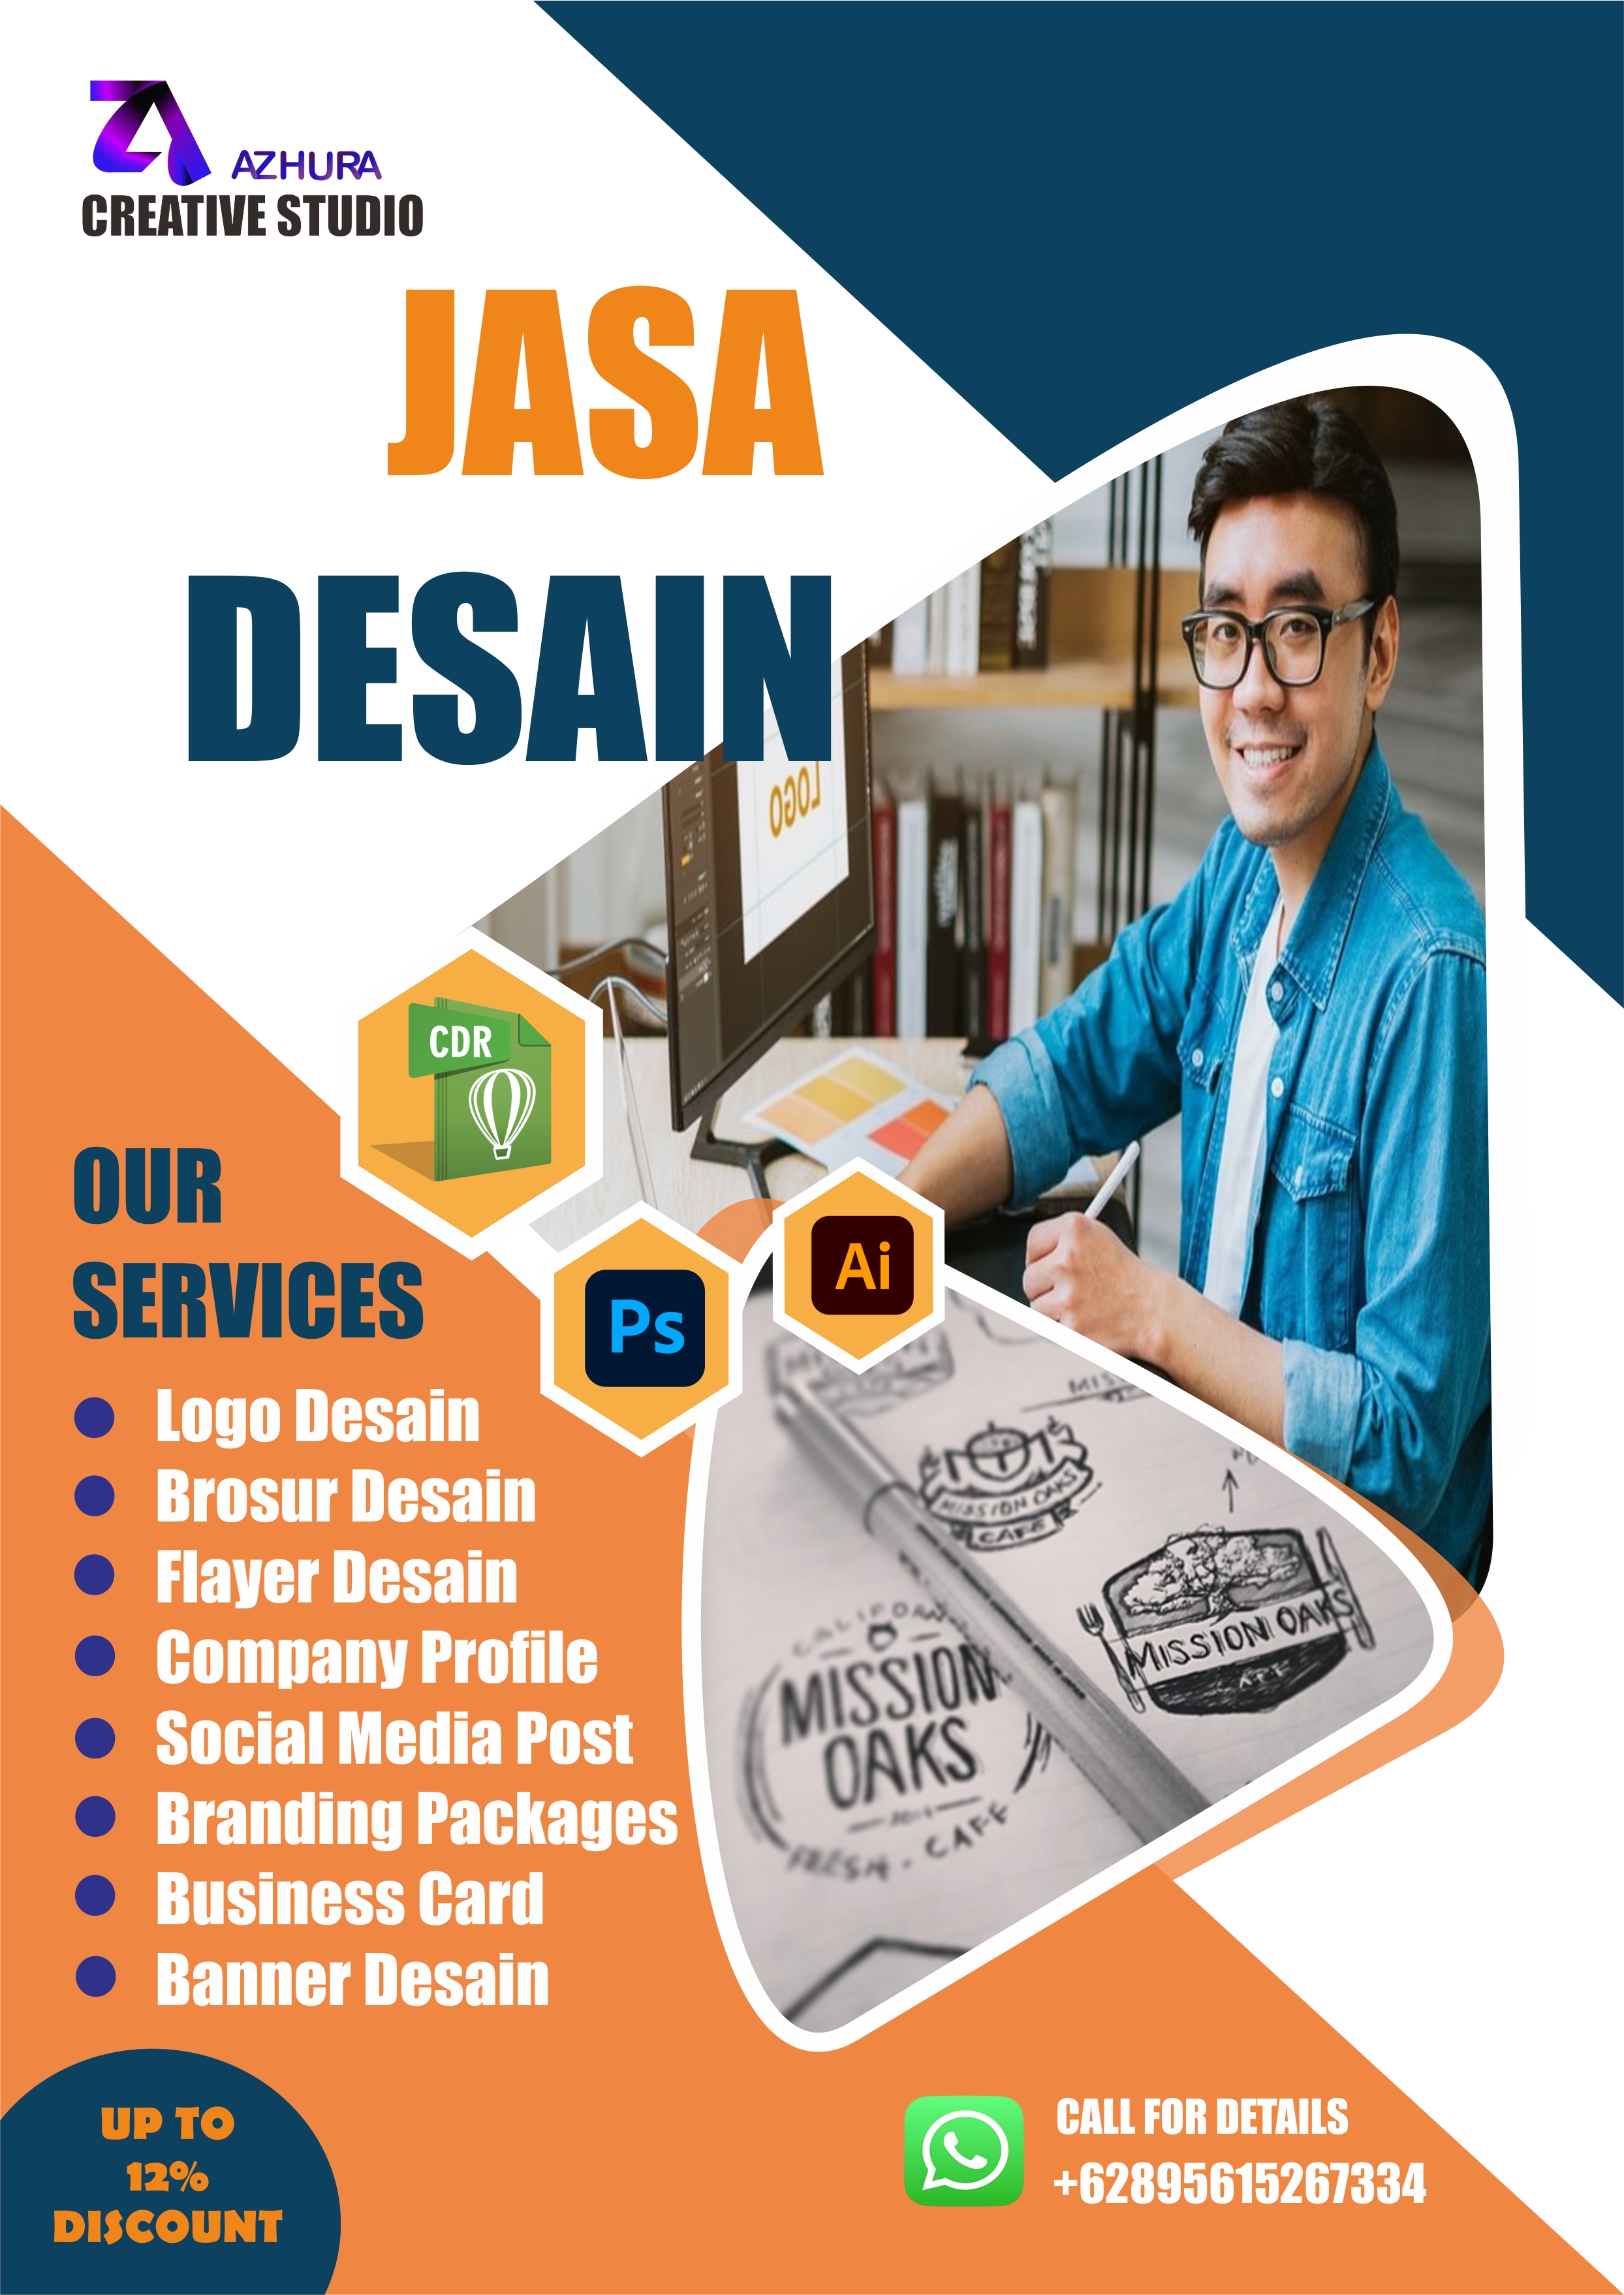 AZHURA
CREATIVE STUDIO
JASA
DESAIN
LOGO
CDR
Ps
Ai
OUR
SERVICES
Logo Desain
Brosur Desain
Flayer Desain
Company Profile
Social Media Post
Branding Packages
Business Card
Banner Desain
MISSION OAKS
CAFE
MISSION OAKS
MISSION
OAKS
FRESH . CAFE
UP TO
12%
DISCOUNT
CALL FOR DETAILS
+62895615267334